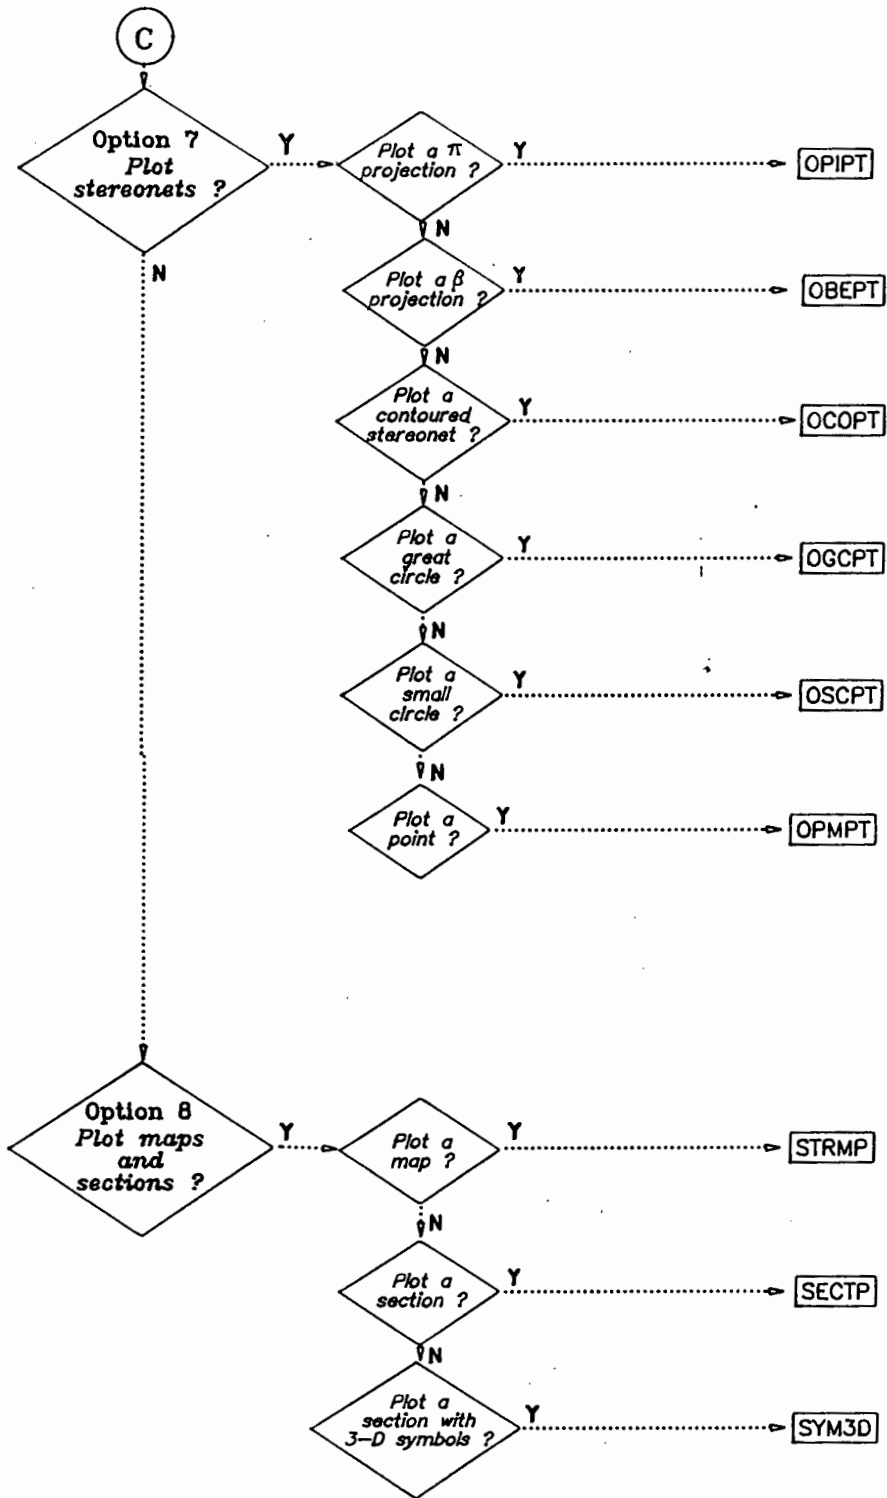 C
Option 7
Plot
stereonets ?
Y
Plot a π
projection ?
Y
OPIPT
N
N
Plot a β
projection ?
Y
OBEPT
N
Plot a
contoured
stereonet ?
Y
OCOPT
N
Plot a
great
circle ?
Y
OGCPT
N
Plot a
small
circle ?
Y
OSCPT
N
Plot a
point ?
Y
OPMPT
Option 8
Plot maps
and
sections ?
Y
Plot a
map ?
Y
STRMP
N
Plot a
section ?
Y
SECTP
N
Plot a
section with
3-D symbols ?
Y
SYM3D